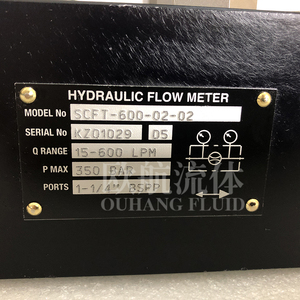 HYDRAULIC FLOW METER
MODEL No SCFT-600-02-02
SERIAL No KZ01029 05
Q RANGE 15-600 LPM
P MAX 350 BAR
PORTS 1-1/4" BSPP
欧航流体
OUHANG FLUID